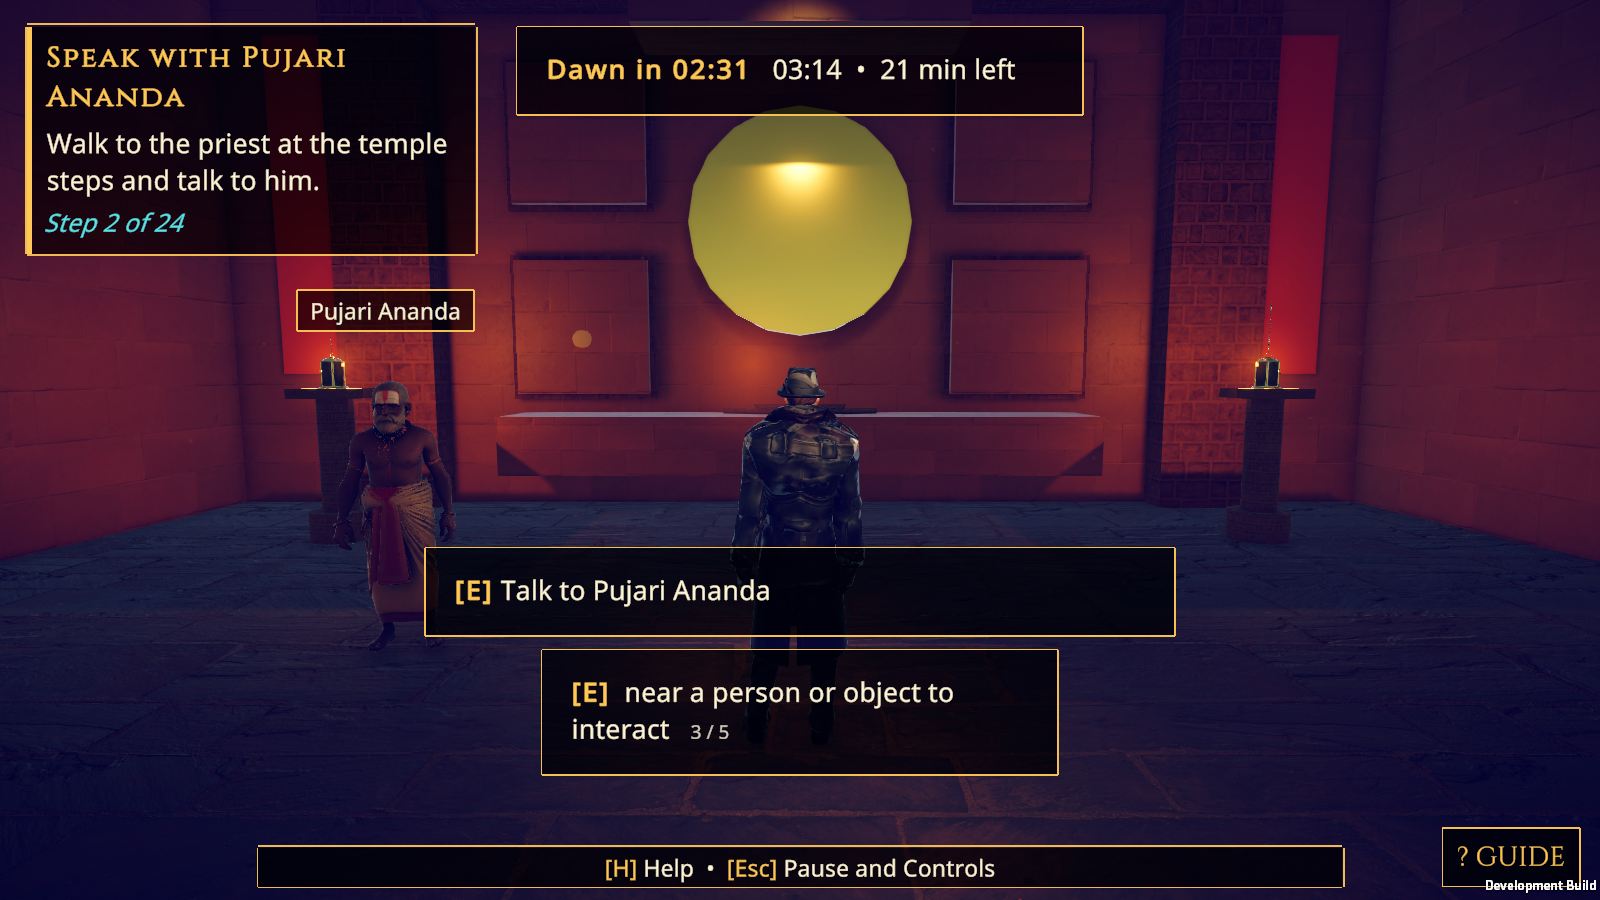 SPEAK WITH PUJARI
ANANDA
Walk to the priest at the temple
steps and talk to him.
Step 2 of 24
Dawn in 02:31 03:14 • 21 min left
Pujari Ananda
[E] Talk to Pujari Ananda
[E] near a person or object to
interact 3 / 5
[H] Help • [Esc] Pause and Controls
? GUIDE
Development Build